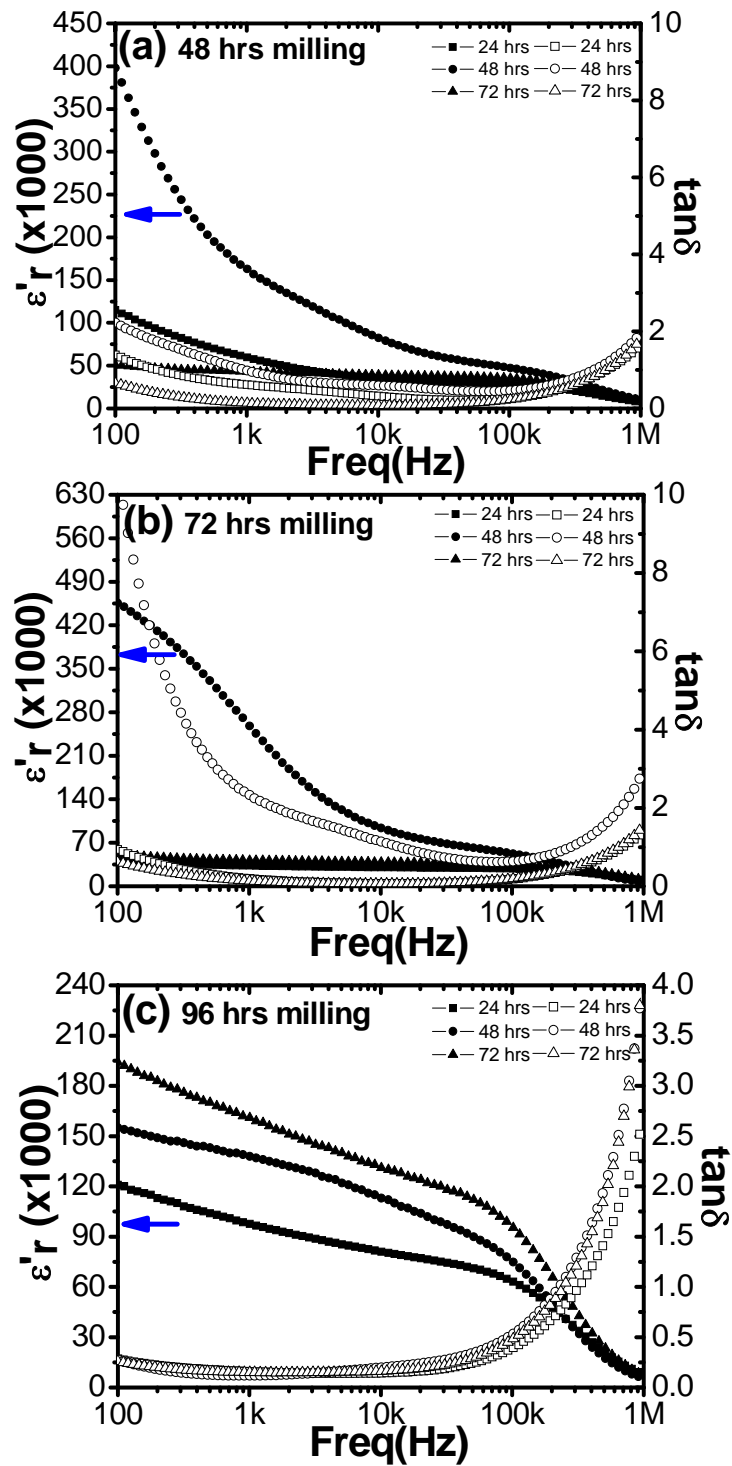 (a) 48 hrs milling
24 hrs 24 hrs
48 hrs 48 hrs
72 hrs 72 hrs
450
400
350
300
250
200
150
100
50
0
ε'r (x1000)
10
8
6
4
2
0
tanδ
100 1k 10k 100k 1M
Freq(Hz)
(b) 72 hrs milling
24 hrs 24 hrs
48 hrs 48 hrs
72 hrs 72 hrs
630
560
490
420
350
280
210
140
70
0
ε'r (x1000)
10
8
6
4
2
0
tanδ
100 1k 10k 100k 1M
Freq(Hz)
(c) 96 hrs milling
24 hrs 24 hrs
48 hrs 48 hrs
72 hrs 72 hrs
240
210
180
150
120
90
60
30
0
ε'r (x1000)
4.0
3.5
3.0
2.5
2.0
1.5
1.0
0.5
0.0
tanδ
100 1k 10k 100k 1M
Freq(Hz)